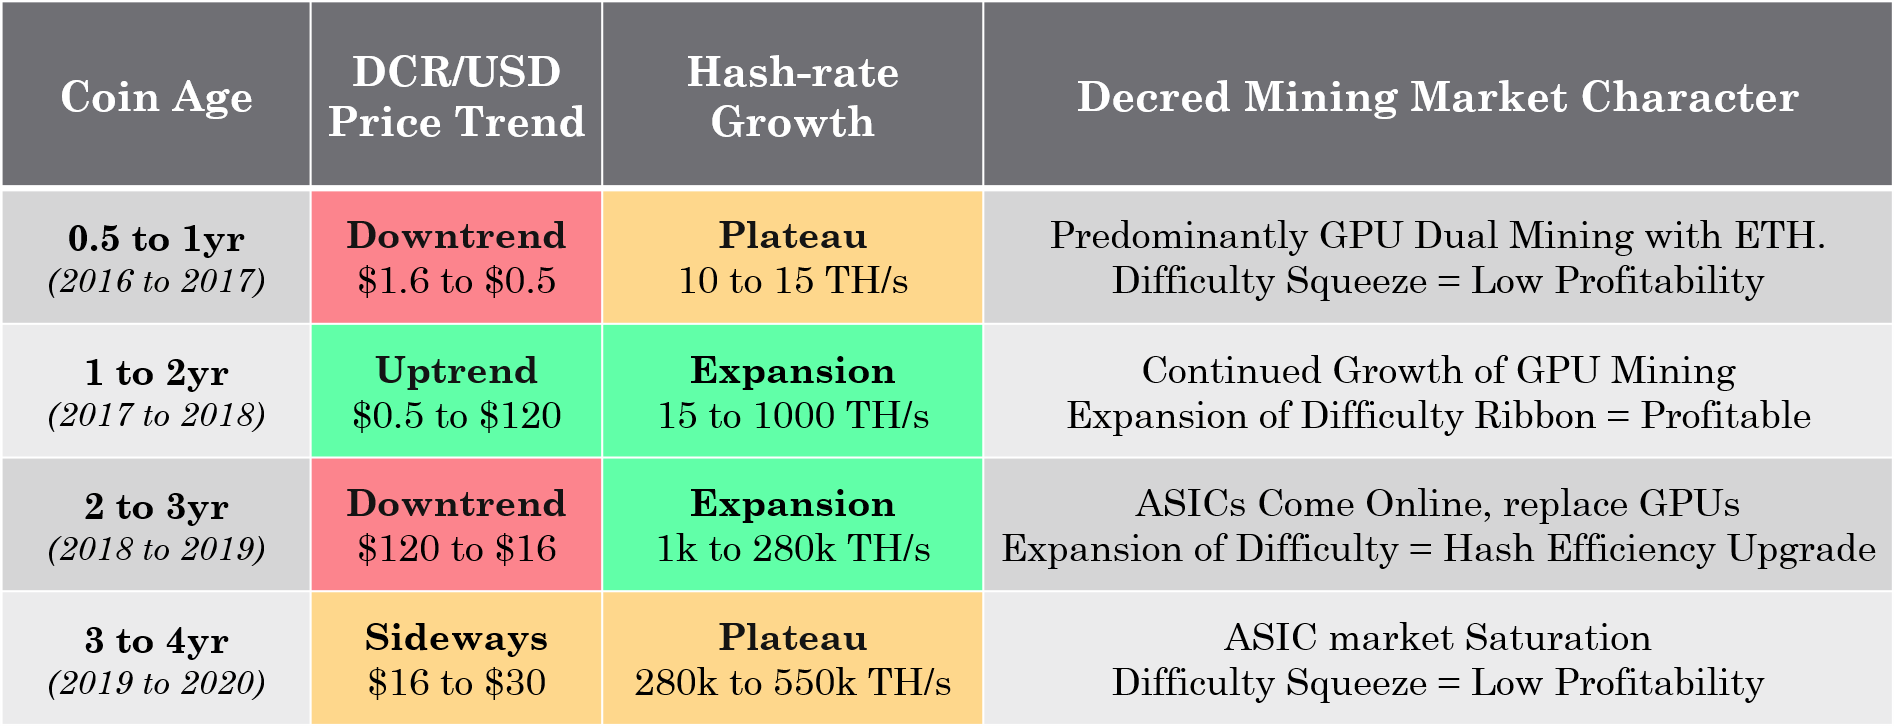 Coin Age
DCR/USD
Price Trend
Hash-rate
Growth
Decred Mining Market Character
0.5 to 1yr
(2016 to 2017)
Downtrend
$1.6 to $0.5
Plateau
10 to 15 TH/s
Predominantly GPU Dual Mining with ETH.
Difficulty Squeeze = Low Profitability
1 to 2yr
(2017 to 2018)
Uptrend
$0.5 to $120
Expansion
15 to 1000 TH/s
Continued Growth of GPU Mining
Expansion of Difficulty Ribbon = Profitable
2 to 3yr
(2018 to 2019)
Downtrend
$120 to $16
Expansion
1k to 280k TH/s
ASICs Come Online, replace GPUs
Expansion of Difficulty = Hash Efficiency Upgrade
3 to 4yr
(2019 to 2020)
Sideways
$16 to $30
Plateau
280k to 550k TH/s
ASIC market Saturation
Difficulty Squeeze = Low Profitability